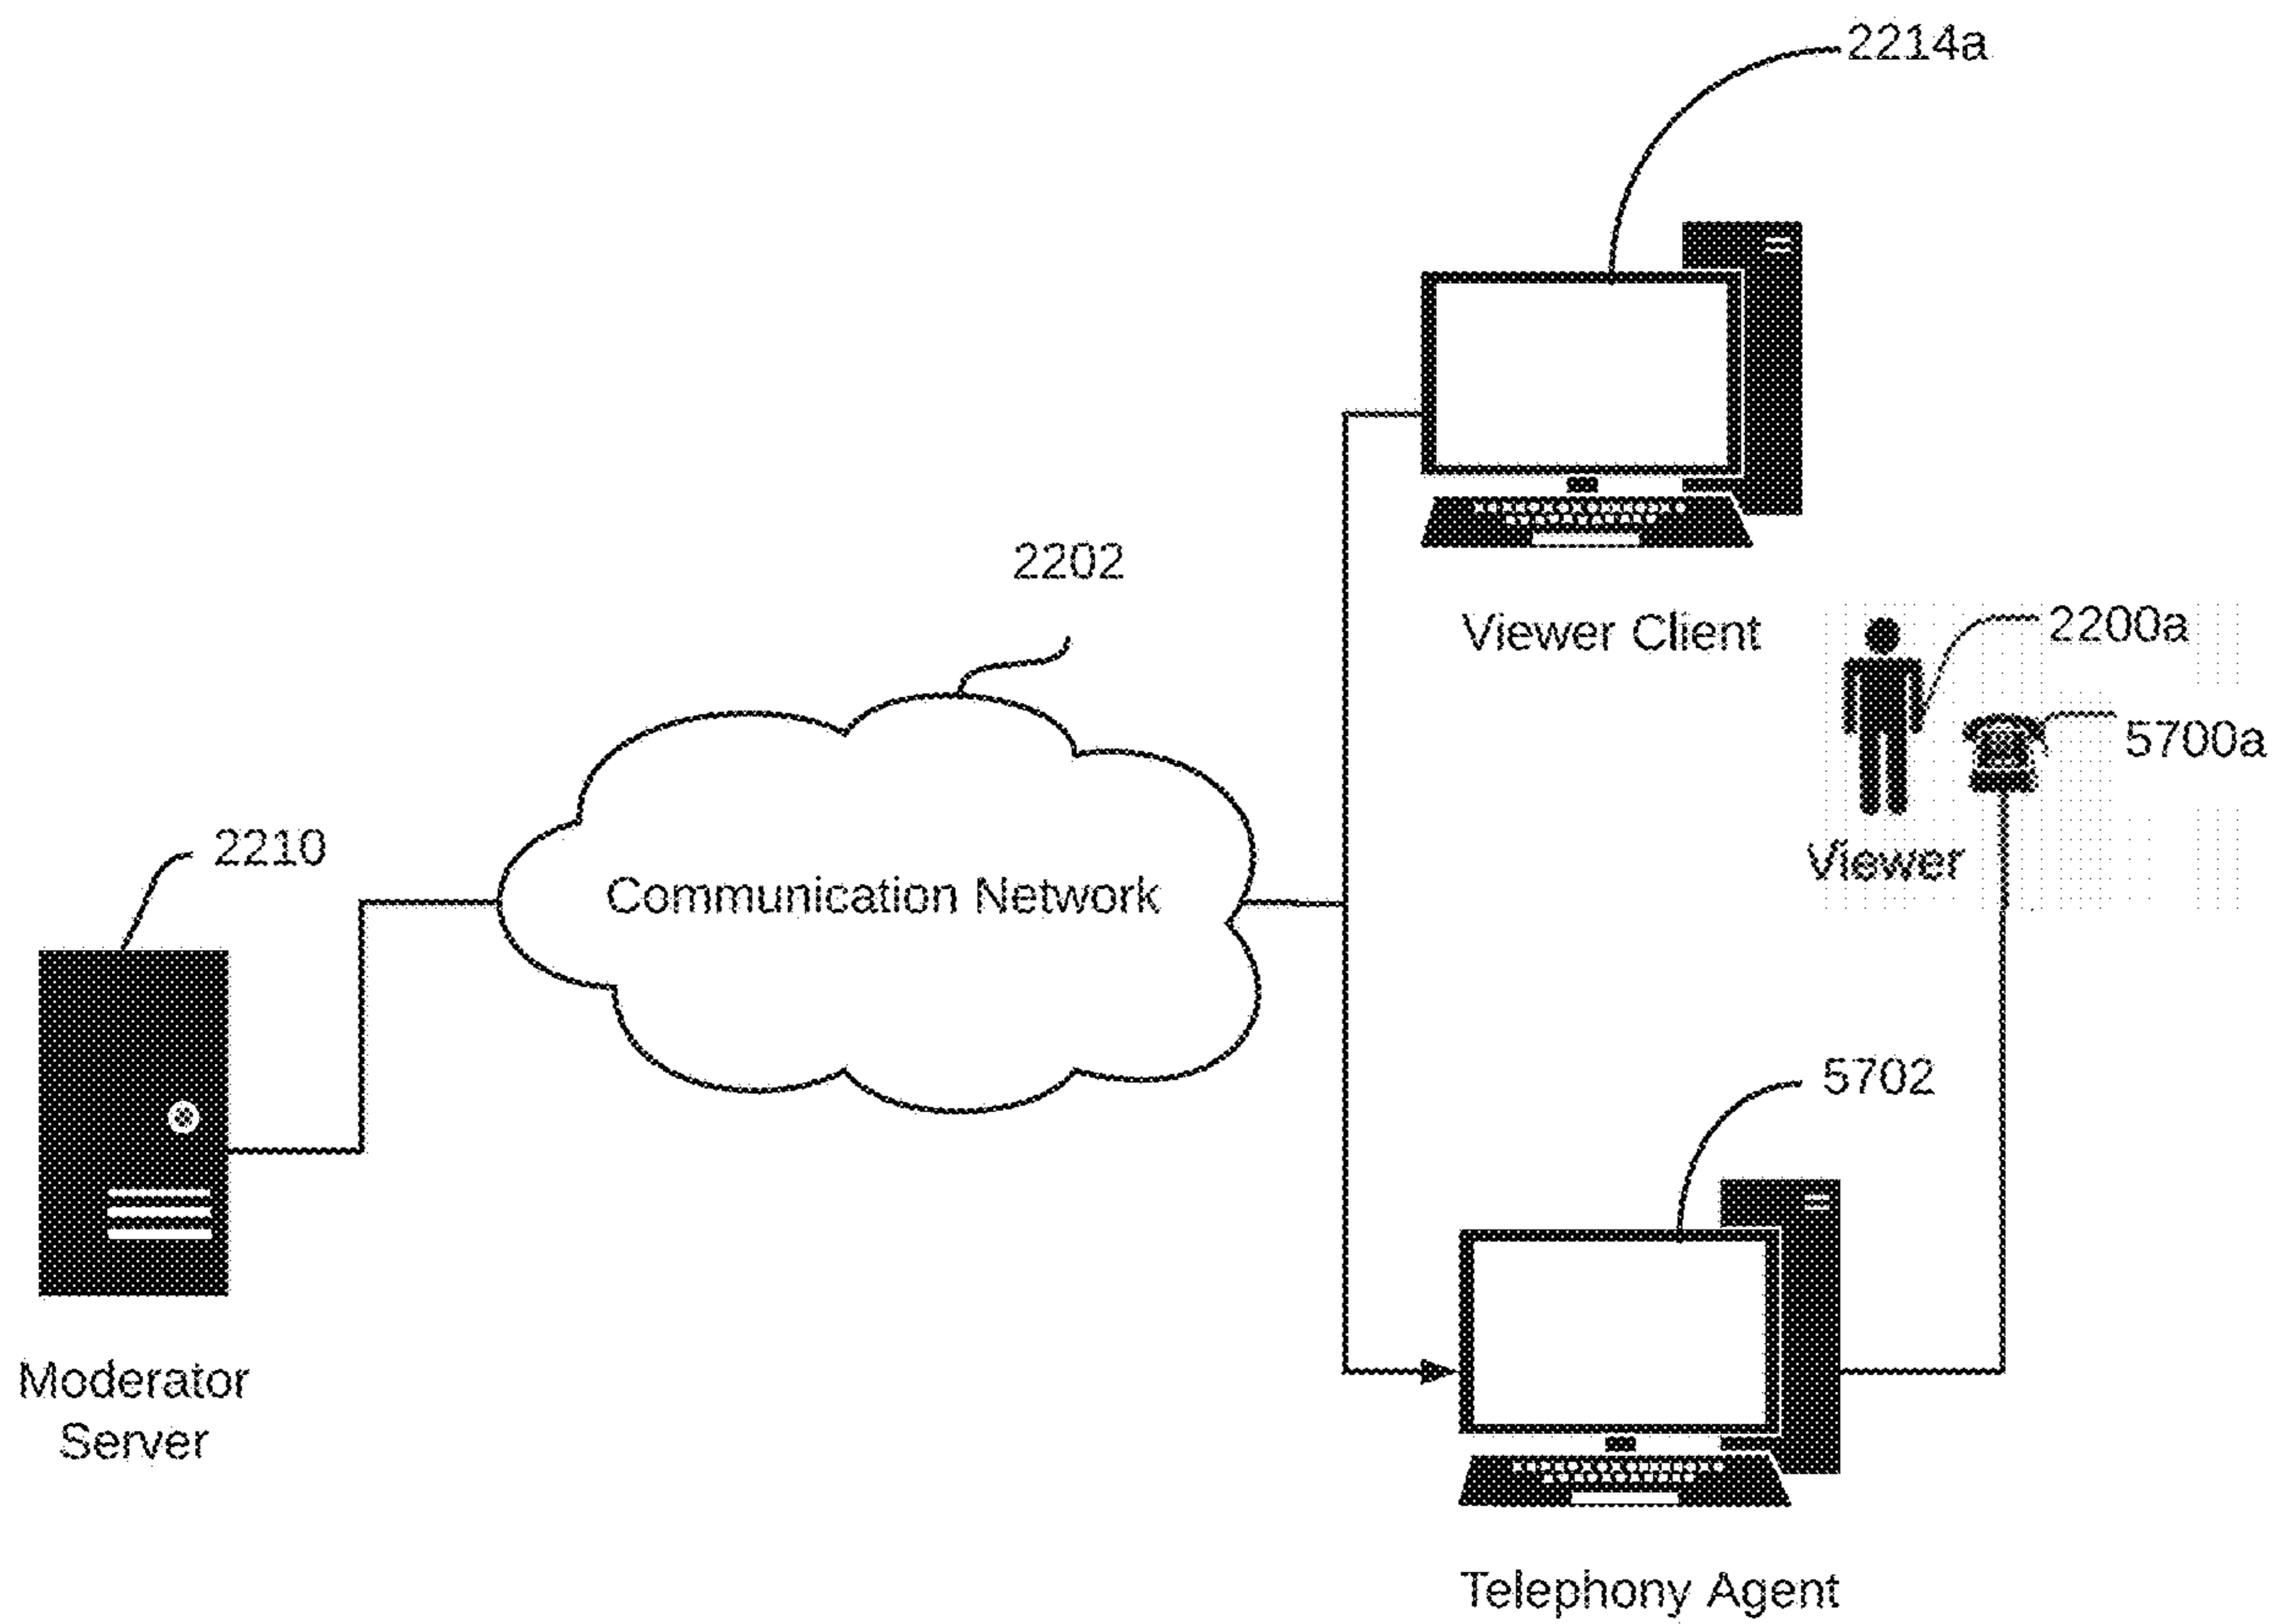 2214a
2202
Viewer Client
2200a
5700a
Viewer
2210
Communication Network
5702
Moderator
Server
Telephony Agent